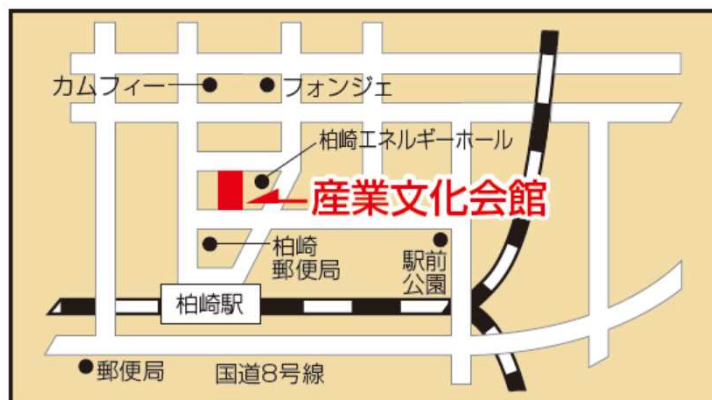 カムフィー
フォンジェ
柏崎エネルギーホール
産業文化会館
柏崎
郵便局
駅前
公園
柏崎駅
郵便局
国道8号線